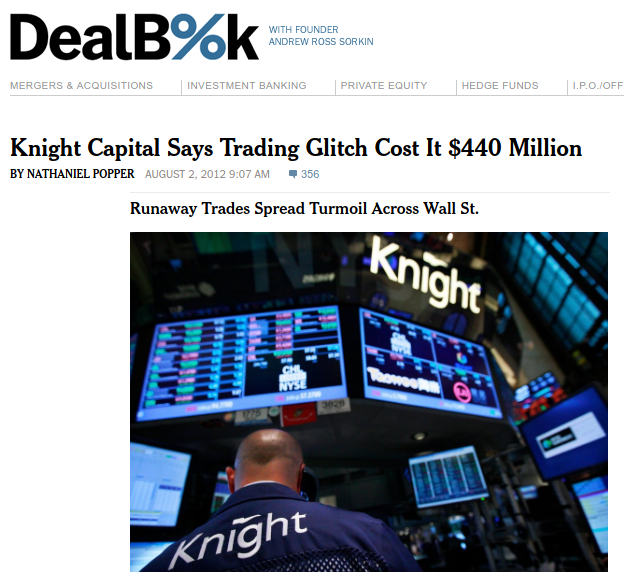 DealB%k
WITH FOUNDER
ANDREW ROSS SORKIN
MERGERS & ACQUISITIONS
INVESTMENT BANKING
PRIVATE EQUITY
HEDGE FUNDS
I.P.O./OFF
Knight Capital Says Trading Glitch Cost It $440 Million
BY NATHANIEL POPPER AUGUST 2, 2012 9:07 AM 356
Runaway Trades Spread Turmoil Across Wall St.
Knight
CHL
NYSE
Knight